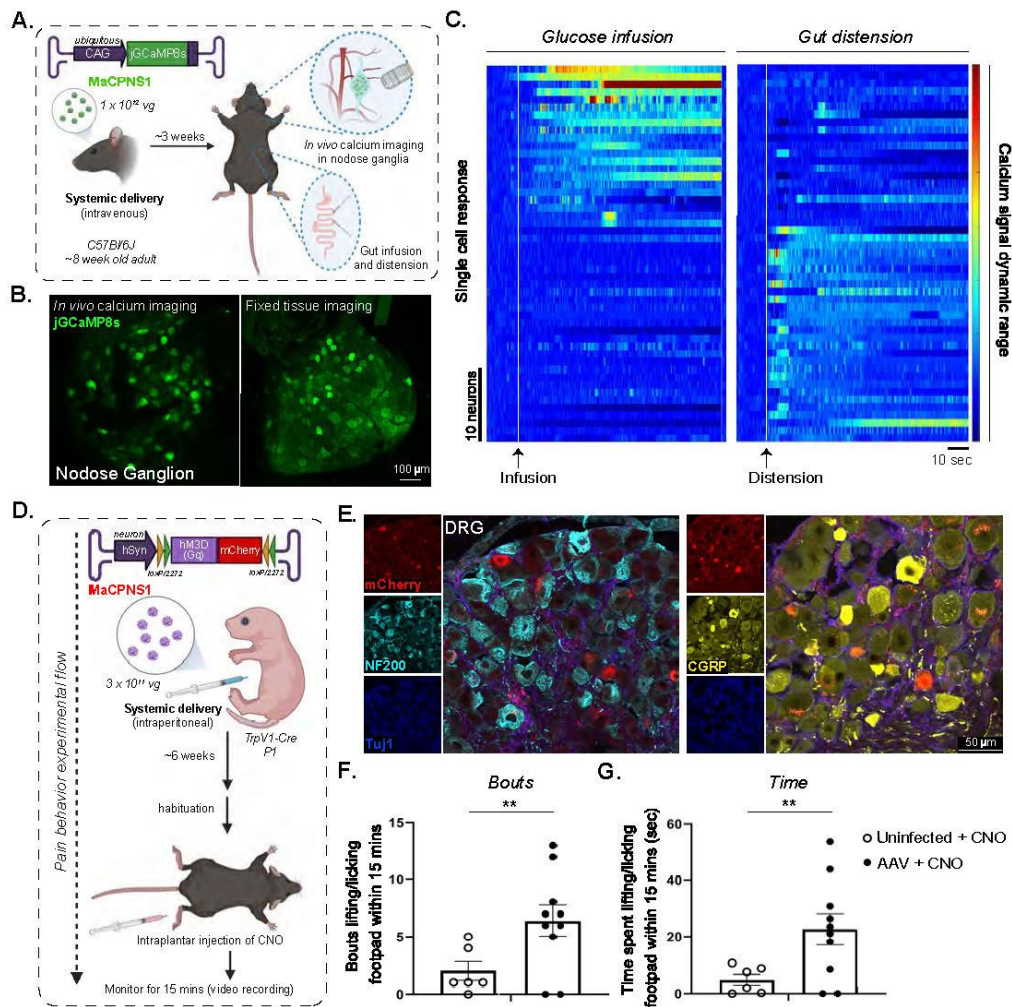 A.
ubiquitous
CAG
jGCaMP8s
MaCPNS1
1 x 10¹² vg
~3 weeks
Systemic delivery
(intravenous)
C57Bl/6J
~8 week old adult
In vivo calcium imaging
in nodose ganglia
Gut infusion
and distension
B.
In vivo calcium imaging
jGCaMP8s
Fixed tissue imaging
Nodose Ganglion
100 µm
C.
Glucose infusion
Gut distension
Single cell response
10 neurons
Calcium signal dynamic
range
10 sec
Infusion
Distension
D.
Pain behavior experimental flow
neuron
hSyn
hM3D
(Gq)
mCherry
loxP/2272
loxP/2272
MaCPNS1
3 x 10¹¹ vg
Systemic delivery
(intraperitoneal)
TrpV1-Cre
P1
~6 weeks
habituation
Intraplantar injection of CNO
Monitor for 15 mins (video recording)
E.
DRG
mCherry
NF200
CGRP
Tuj1
50 µm
F.
Bouts
**
Bouts lifting/licking
footpad within 15 mins
15
10
5
0
G.
Time
**
Time spent lifting/licking
footpad within 15 mins (sec)
60
40
20
0
Uninfected + CNO
AAV + CNO